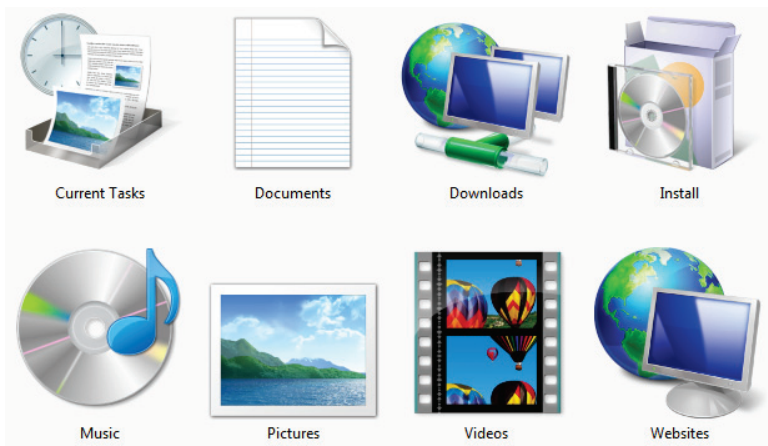 Current Tasks
Documents
Downloads
Install
Music
Pictures
Videos
Websites